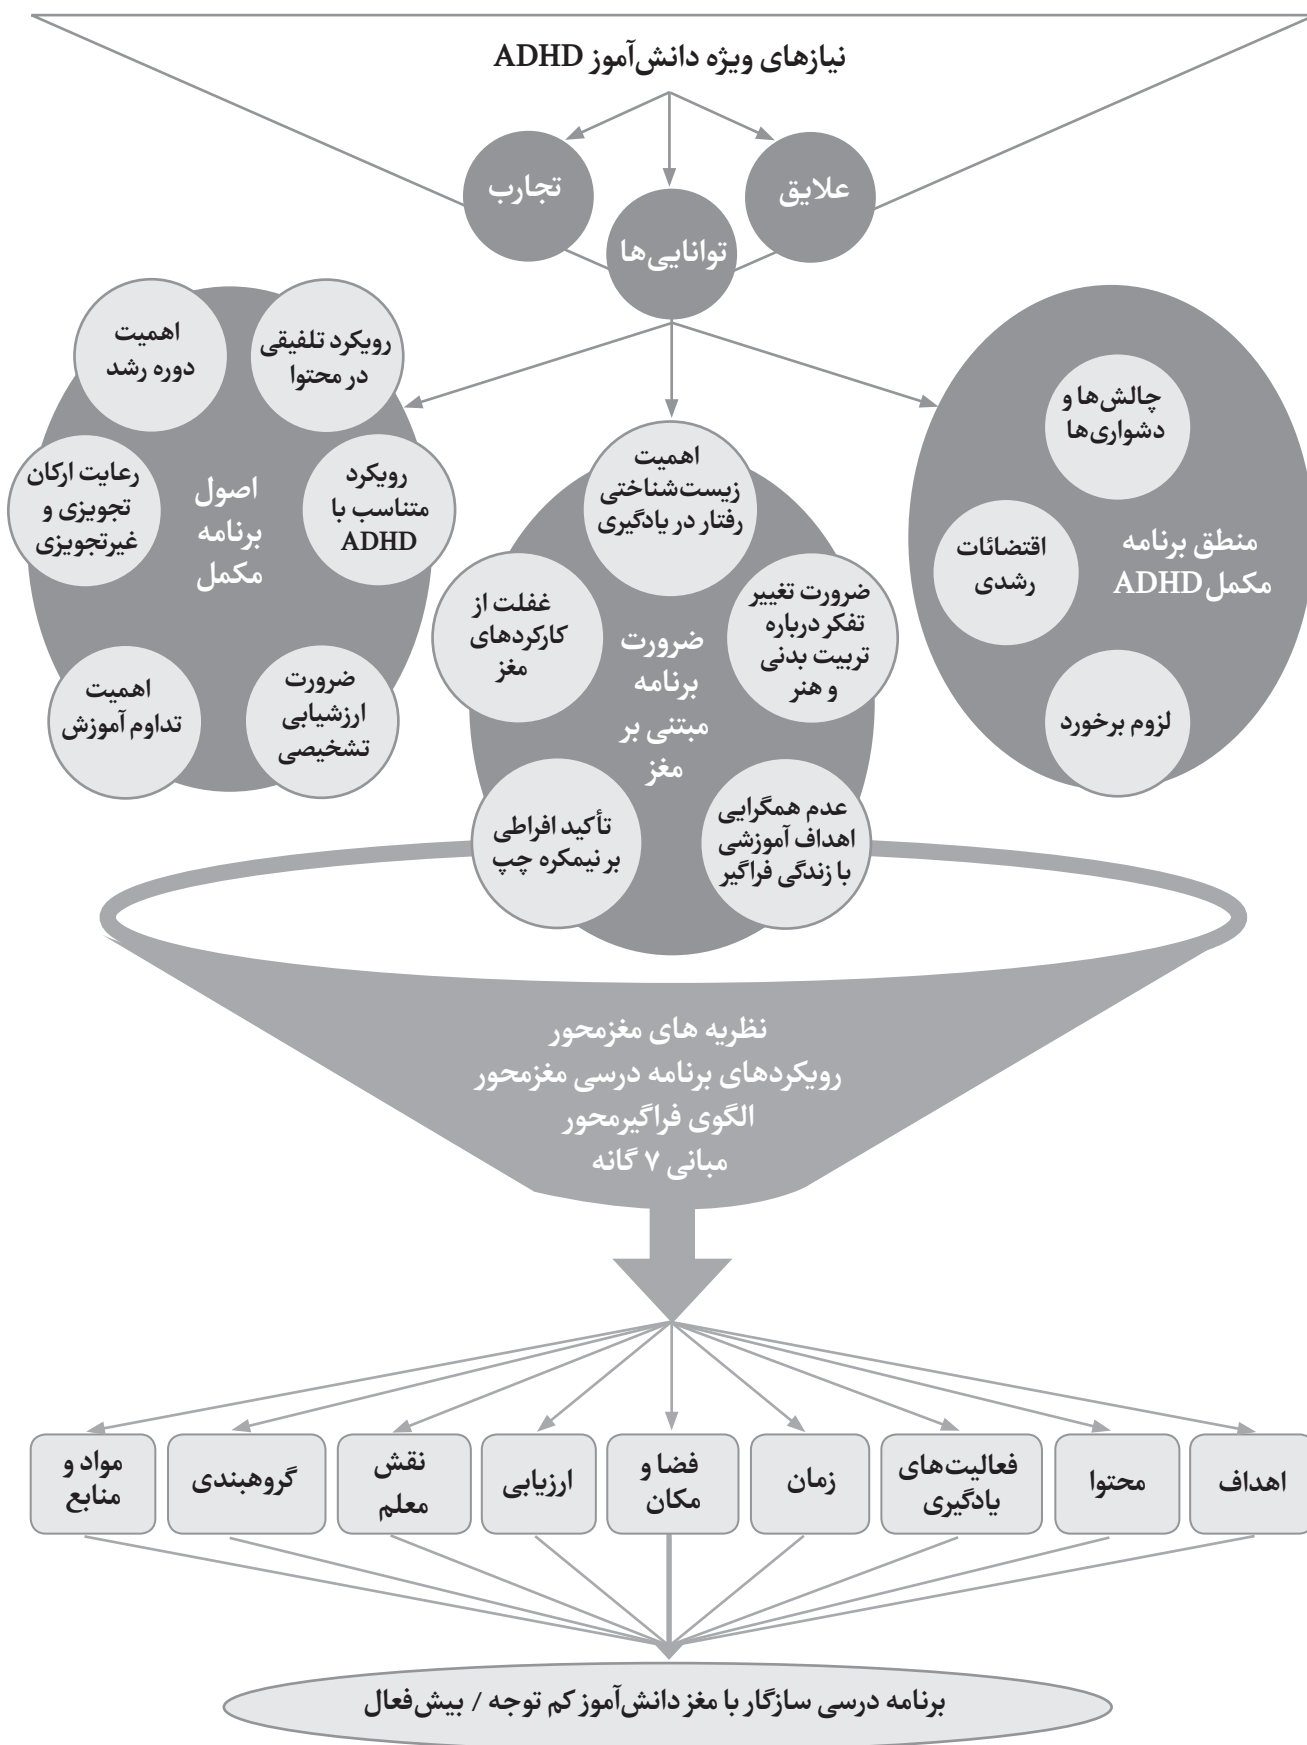 نیازهای ویژه دانش‌آموز ADHD
علایق
توانایی‌ها
تجارب
چالش‌ها و
دشواری‌ها
اقتضائات
رشدی
منطق برنامه
مکمل ADHD
لزوم برخورد
اهمیت
زیست‌شناختی
رفتار در یادگیری
ضرورت تغییر
تفکر درباره
تربیت بدنی
و هنر
ضرورت
برنامه
مبتنی بر
مغز
غفلت از
کارکردهای
مغز
عدم همگرایی
اهداف آموزشی
با زندگی فراگیر
تأکید افراطی
بر نیمکره چپ
رویکرد تلفیقی
در محتوا
اهمیت
دوره رشد
رویکرد
متناسب با
ADHD
اصول
برنامه
مکمل
رعایت ارکان
تجویزی و
غیرتجویزی
ضرورت
ارزشیابی
تشخیصی
اهمیت
تداوم آموزش
نظریه های مغزمحور
رویکردهای برنامه درسی مغزمحور
الگوی فراگیرمحور
مبانی ۷ گانه
اهداف
محتوا
فعالیت‌های
یادگیری
زمان
فضا و
مکان
ارزیابی
نقش
معلم
گروهبندی
مواد و
منابع
برنامه درسی سازگار با مغز دانش‌آموز کم توجه / بیش‌فعال